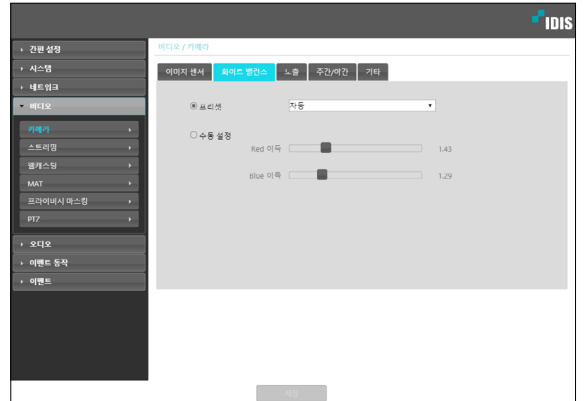 IDIS
간편 설정
시스템
네트워크
비디오
카메라
스트리밍
웹캐스팅
MAT
프라이버시 마스킹
PTZ
오디오
이벤트 동작
이벤트
비디오 / 카메라
이미지 센서 화이트 밸런스 노출 주간/야간 기타
프리셋 자동
수동 설정
Red 이득 1.43
Blue 이득 1.29
저장